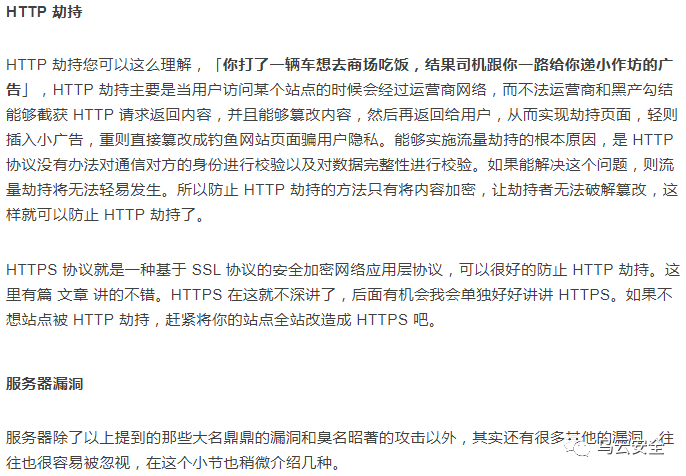 HTTP 劫持
HTTP 劫持您可以这么理解，「你打了一辆车想去商场吃饭，结果司机跟你一路给你递小作坊的广
告」，HTTP 劫持主要是当用户访问某个站点的时候会经过运营商网络，而不法运营商和黑产勾结
能够截获 HTTP 请求返回内容，并且能够篡改内容，然后再返回给用户，从而实现劫持页面，轻则
插入小广告，重则直接篡改成钓鱼网站页面骗用户隐私。能够实施流量劫持的根本原因，是 HTTP
协议没有办法对通信对方的身份进行校验以及对数据完整性进行校验。如果能解决这个问题，则流
量劫持将无法轻易发生。所以防止 HTTP 劫持的方法只有将内容加密，让劫持者无法破解篡改，这
样就可以防止 HTTP 劫持了。
HTTPS 协议就是一种基于 SSL 协议的安全加密网络应用层协议，可以很好的防止 HTTP 劫持。这
里有篇 文章 讲的不错。HTTPS 在这就不深讲了，后面有机会我会单独好好讲讲 HTTPS。如果不
想站点被 HTTP 劫持，赶紧将你的站点全站改造成 HTTPS 吧。
服务器漏洞
服务器除了以上提到的那些大名鼎鼎的漏洞和臭名昭著的攻击以外，其实还有很多其他的漏洞，往
往也很容易被忽视，在这个小节也稍微介绍几种。
乌云安全